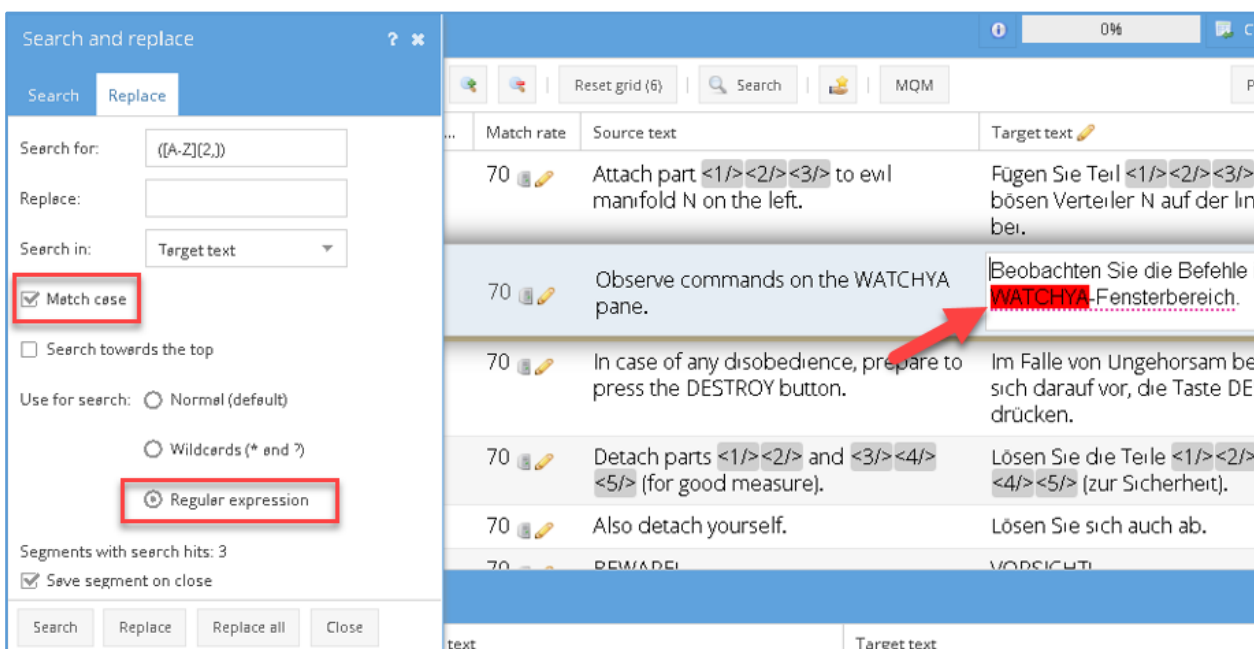 Search and replace ? ×
0%
Search Replace
Reset grid (6) Search MQM
... Match rate Source text Target text
Search for: ([A-Z]{2,})
Replace:
Search in: Target text
Match case
Search towards the top
Use for search: Normal (default)
Wildcards (* and ?)
Regular expression
Segments with search hits: 3
Save segment on close
Search Replace Replace all Close
70
Attach part <1/><2/><3/> to evil
manifold N on the left.
Fügen Sie Teil <1/><2/><3/>
bösen Verteiler N auf der
bei.
70
Observe commands on the WATCHYA
pane.
Beobachten Sie die Befehle
WATCHYA-Fensterbereich.
70
In case of any disobedience, prepare to
press the DESTROY button.
Im Falle von Ungehorsam
sich darauf vor, die Taste
drücken.
70
Detach parts <1/><2/> and <3/><4/>
<5/> (for good measure).
Lösen Sie die Teile <1/><2/>
<4/><5/> (zur Sicherheit).
70
Also detach yourself.
Lösen Sie sich auch ab.
70
BEWARE!
VORSICHT!
text Target text